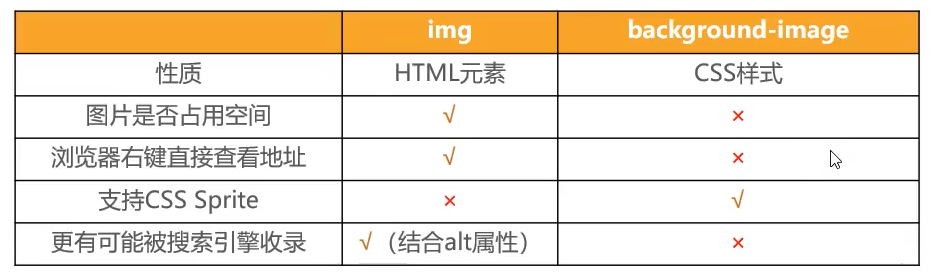 img background-image
性质 HTML元素 CSS样式
图片是否占用空间 √ ×
浏览器右键直接查看地址 √ ×
支持CSS Sprite × √
更有可能被搜索引擎收录 √（结合alt属性） ×